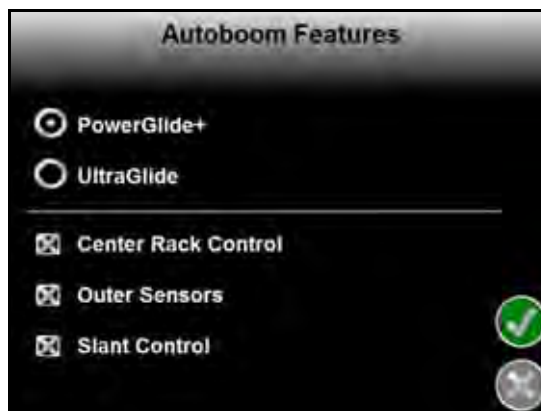 Autoboom Features
PowerGlide+
UltraGlide
Center Rack Control
Outer Sensors
Slant Control